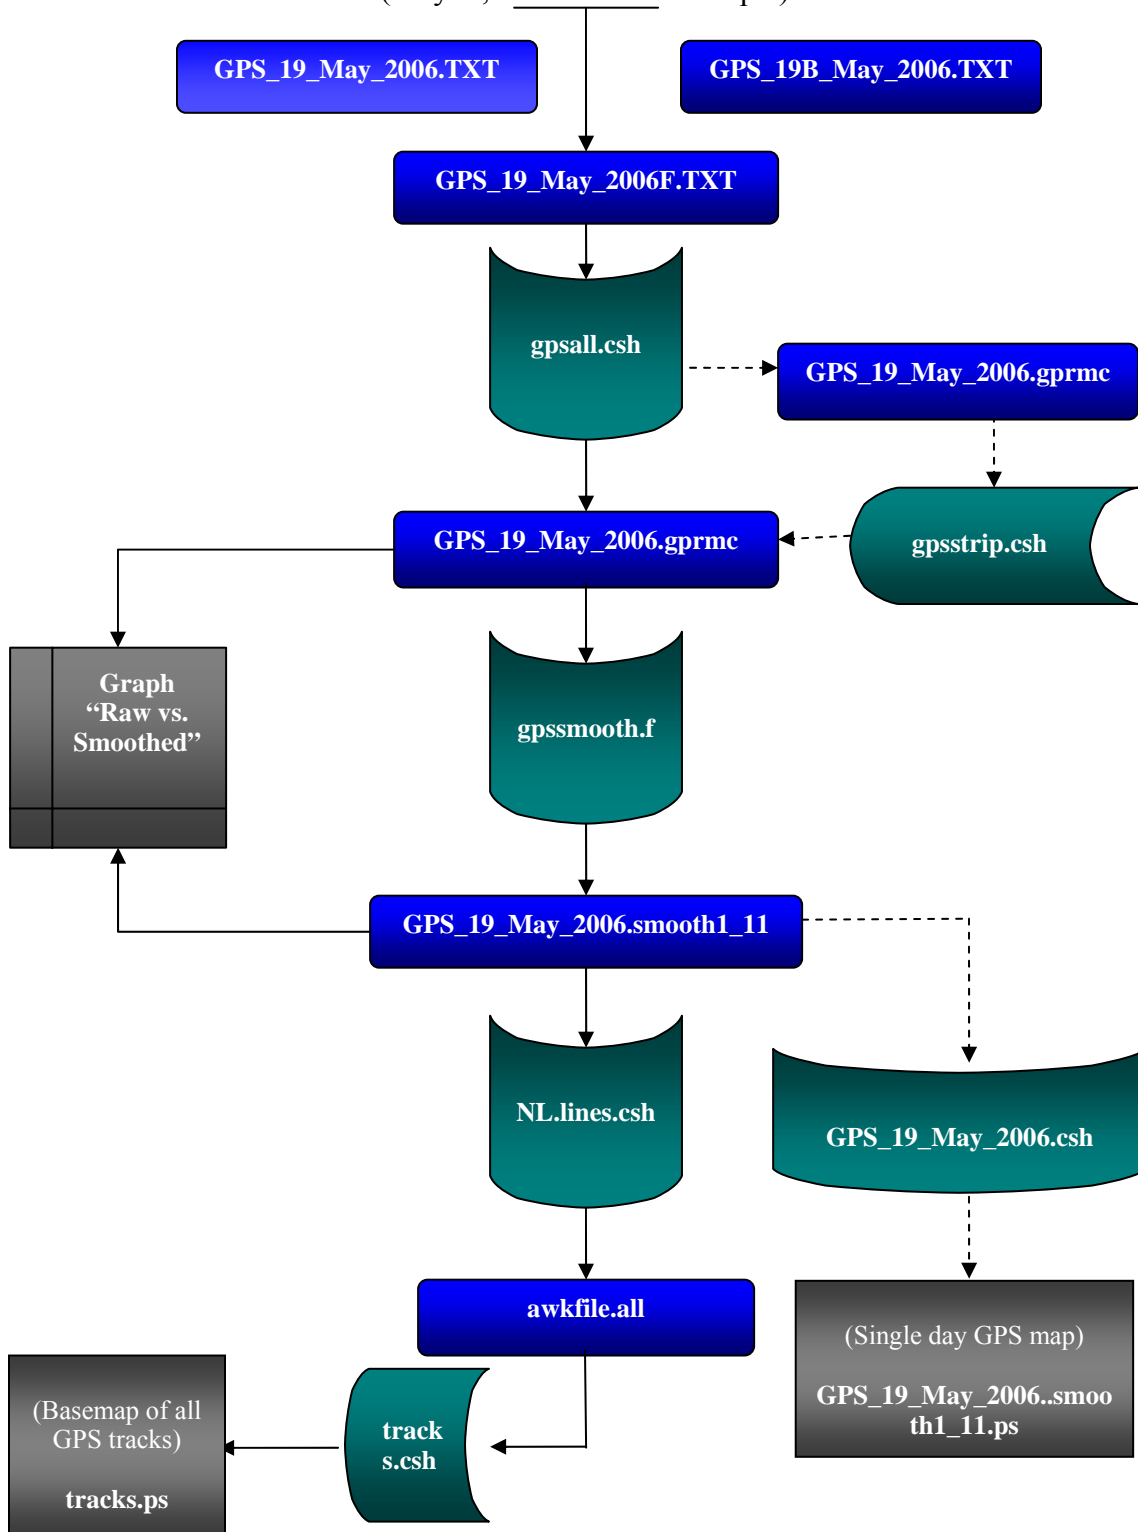 GPS_19_May_2006.TXT
GPS_19B_May_2006.TXT
GPS_19_May_2006F.TXT
gpsall.csh
GPS_19_May_2006.gprmc
GPS_19_May_2006.gprmc
gpsstrip.csh
Graph
“Raw vs.
Smoothed”
gpssmooth.f
GPS_19_May_2006.smooth1_11
NL.lines.csh
GPS_19_May_2006.csh
awkfile.all
(Single day GPS map)
GPS_19_May_2006..smoo
th1_11.ps
track
s.csh
(Basemap of all
GPS tracks)
tracks.ps